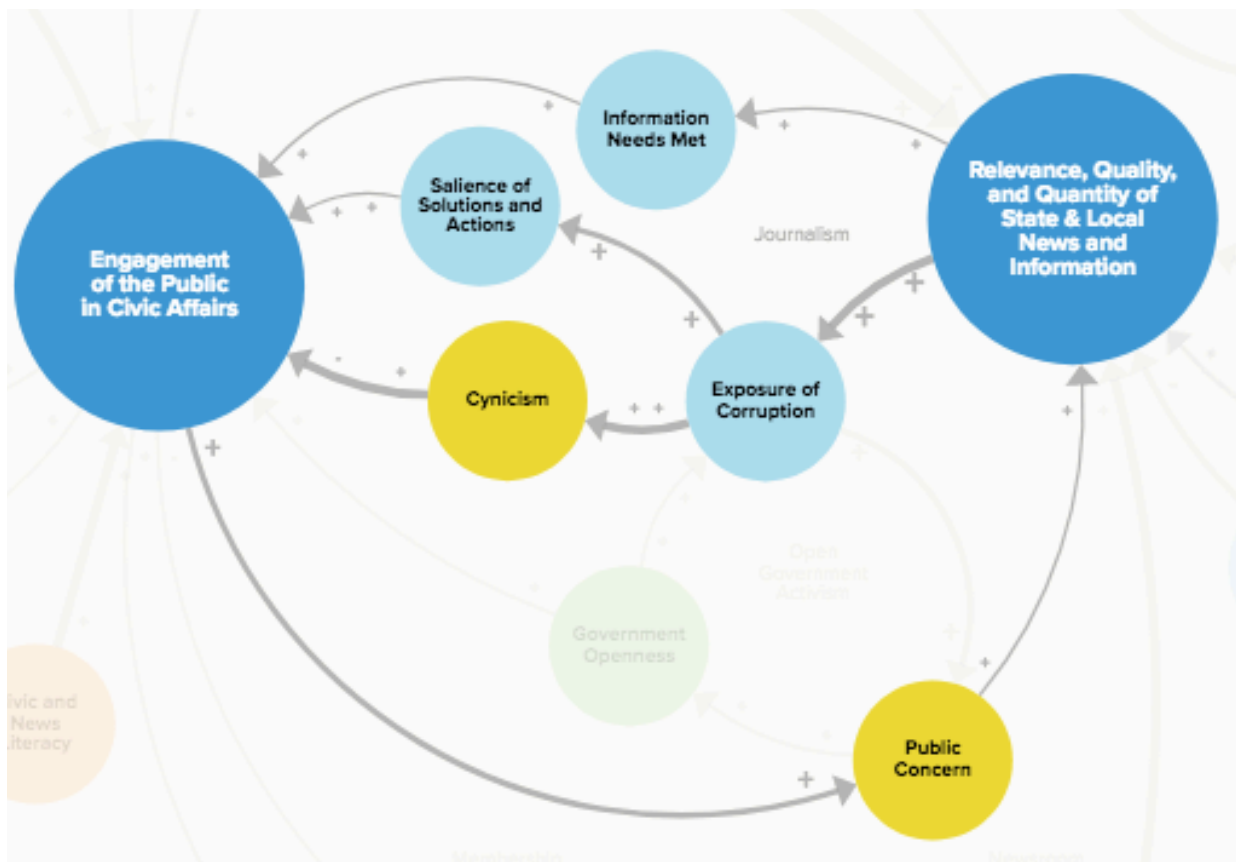 Information
Needs Met
Relevance, Quality,
and Quantity of
State & Local
News and
Information
Salience of
Solutions and
Actions
Journalism
Engagement
of the Public
in Civic Affairs
Cynicism
Exposure of
Corruption
Open
Government
Activism
Government
Openness
ivic and
News
iteracy
Public
Concern
Membership